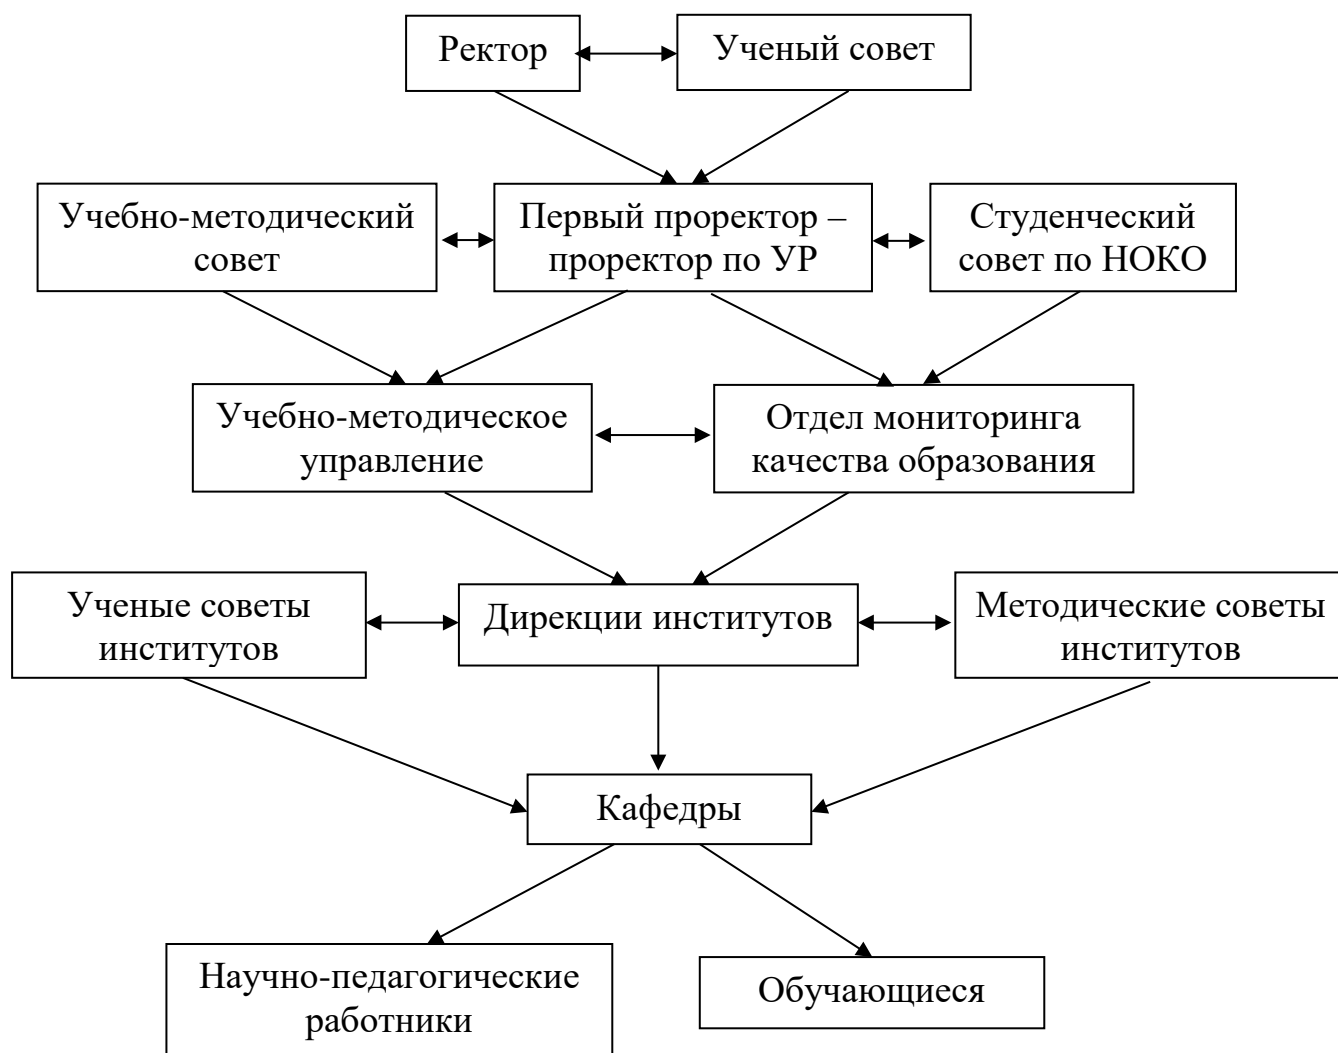 Ректор
Ученый совет
Учебно-методический
совет
Первый проректор –
проректор по УР
Студенческий
совет по НОКО
Учебно-методическое
управление
Отдел мониторинга
качества образования
Ученые советы
институтов
Дирекции институтов
Методические советы
институтов
Кафедры
Научно-педагогические
работники
Обучающиеся